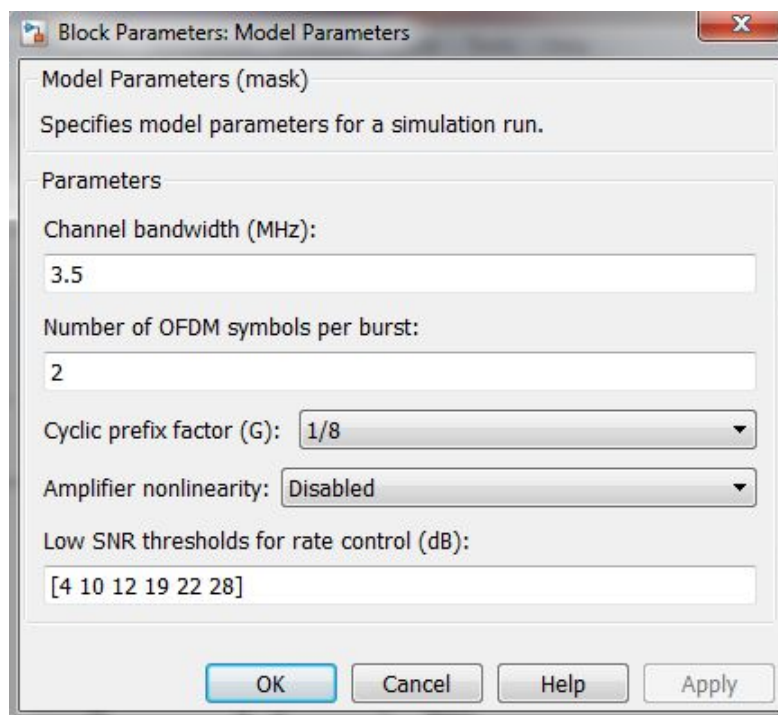 Block Parameters: Model Parameters
Model Parameters (mask)
Specifies model parameters for a simulation run.
Parameters
Channel bandwidth (MHz):
3.5
Number of OFDM symbols per burst:
2
Cyclic prefix factor (G): 1/8
Amplifier nonlinearity: Disabled
Low SNR thresholds for rate control (dB):
[4 10 12 19 22 28]
OK Cancel Help Apply